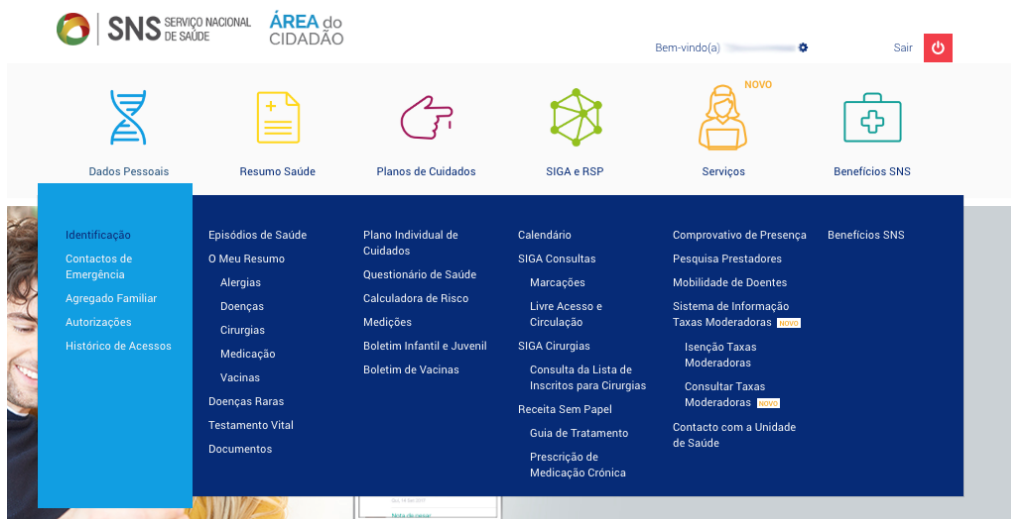 SNS SERVIÇO NACIONAL
DE SAÚDE
ÁREA do
CIDADÃO
Bem-vindo(a)
Sair
NOVO
Dados Pessoais
Resumo Saúde
Planos de Cuidados
SIGA e RSP
Serviços
Benefícios SNS
Identificação
Contactos de
Emergência
Agregado Familiar
Autorizações
Histórico de Acessos
Episódios de Saúde
O Meu Resumo
Alergias
Doenças
Cirurgias
Medicação
Vacinas
Doenças Raras
Testamento Vital
Documentos
Plano Individual de
Cuidados
Questionário de Saúde
Calculadora de Risco
Medições
Boletim Infantil e Juvenil
Boletim de Vacinas
Calendário
SIGA Consultas
Marcações
Livre Acesso e
Circulação
SIGA Cirurgias
Consulta da Lista de
Inscritos para Cirurgias
Receita Sem Papel
Guia de Tratamento
Prescrição de
Medicação Crónica
Comprovativo de Presença
Pesquisa Prestadores
Mobilidade de Doentes
Sistema de Informação
Taxas Moderadoras NOVO
Isenção Taxas
Moderadoras
Consultar Taxas
Moderadoras NOVO
Contacto com a Unidade
de Saúde
Benefícios SNS